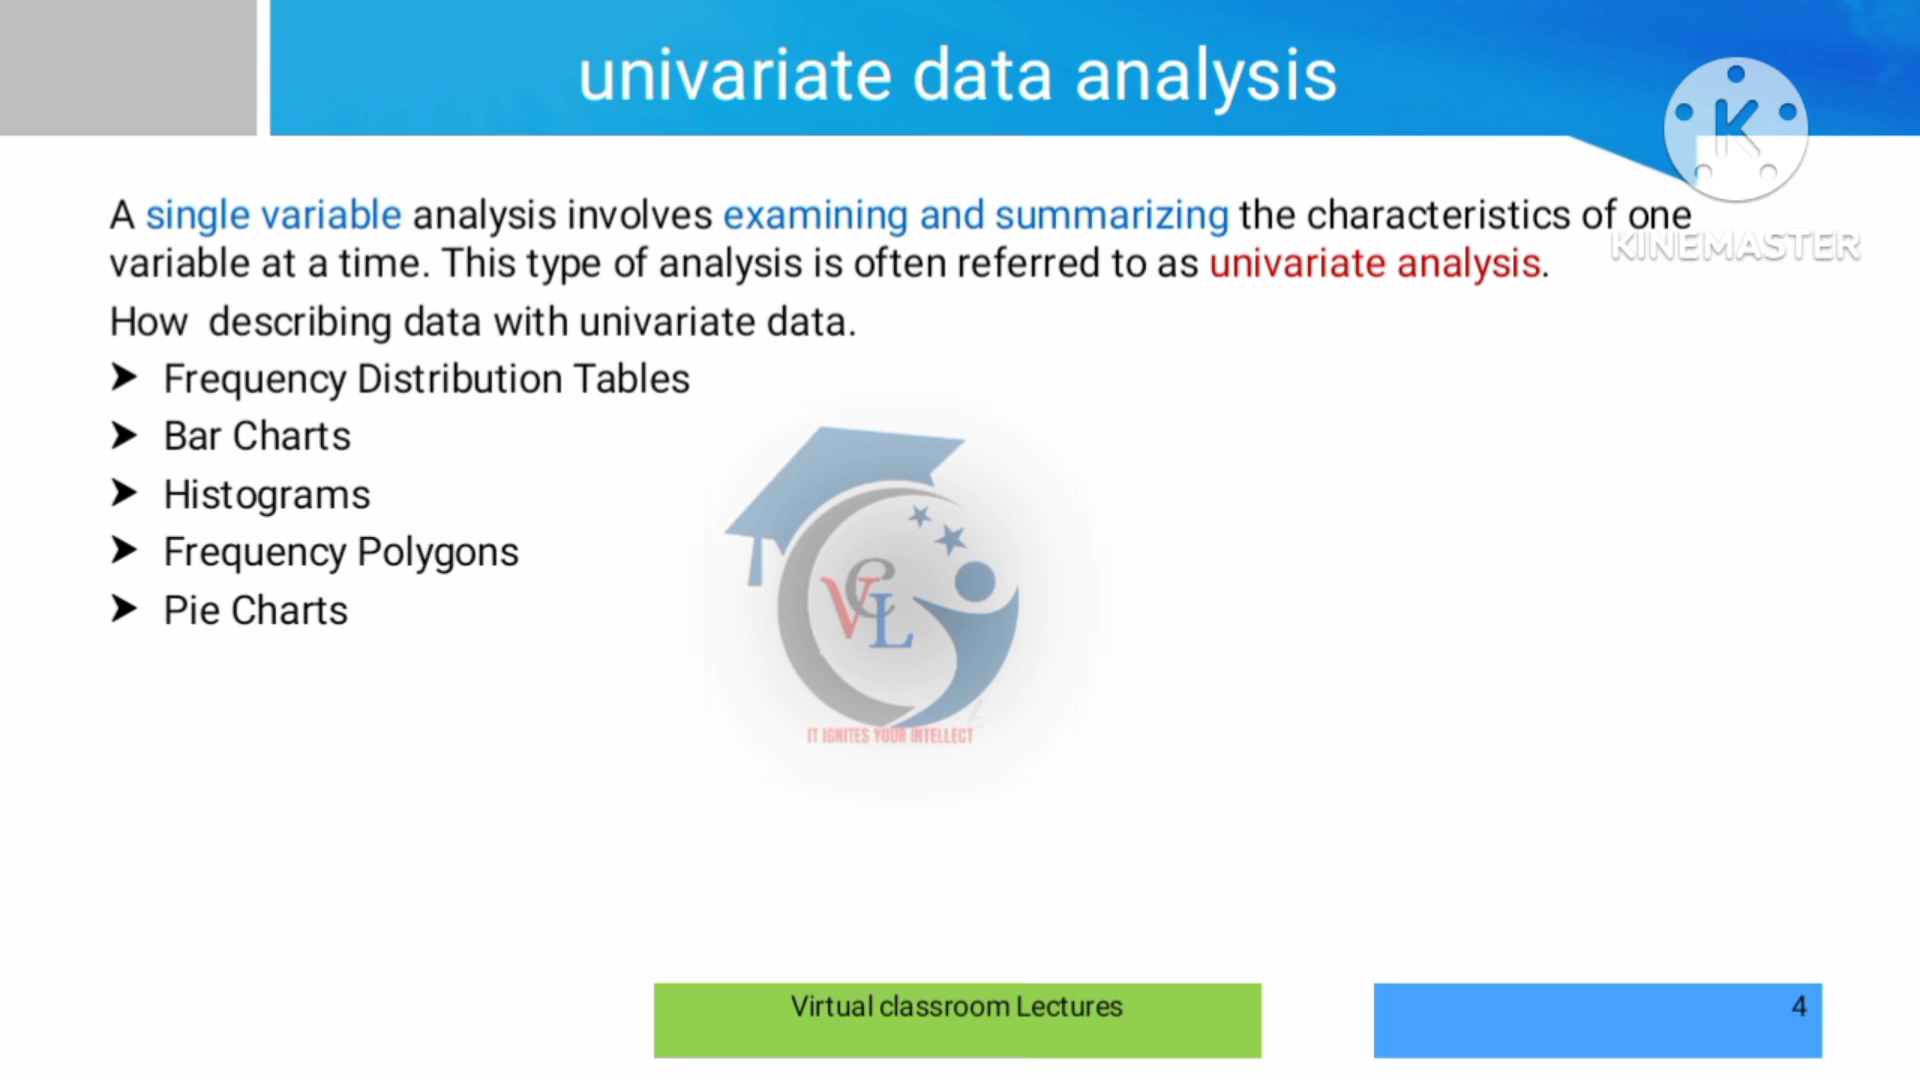 univariate data analysis
K
KINEMASTER
A single variable analysis involves examining and summarizing the characteristics of one
variable at a time. This type of analysis is often referred to as univariate analysis.
How  describing data with univariate data.
➤ Frequency Distribution Tables
➤ Bar Charts
➤ Histograms
➤ Frequency Polygons
➤ Pie Charts
VCL
IT IGNITES YOUR INTELLECT
Virtual classroom Lectures
4